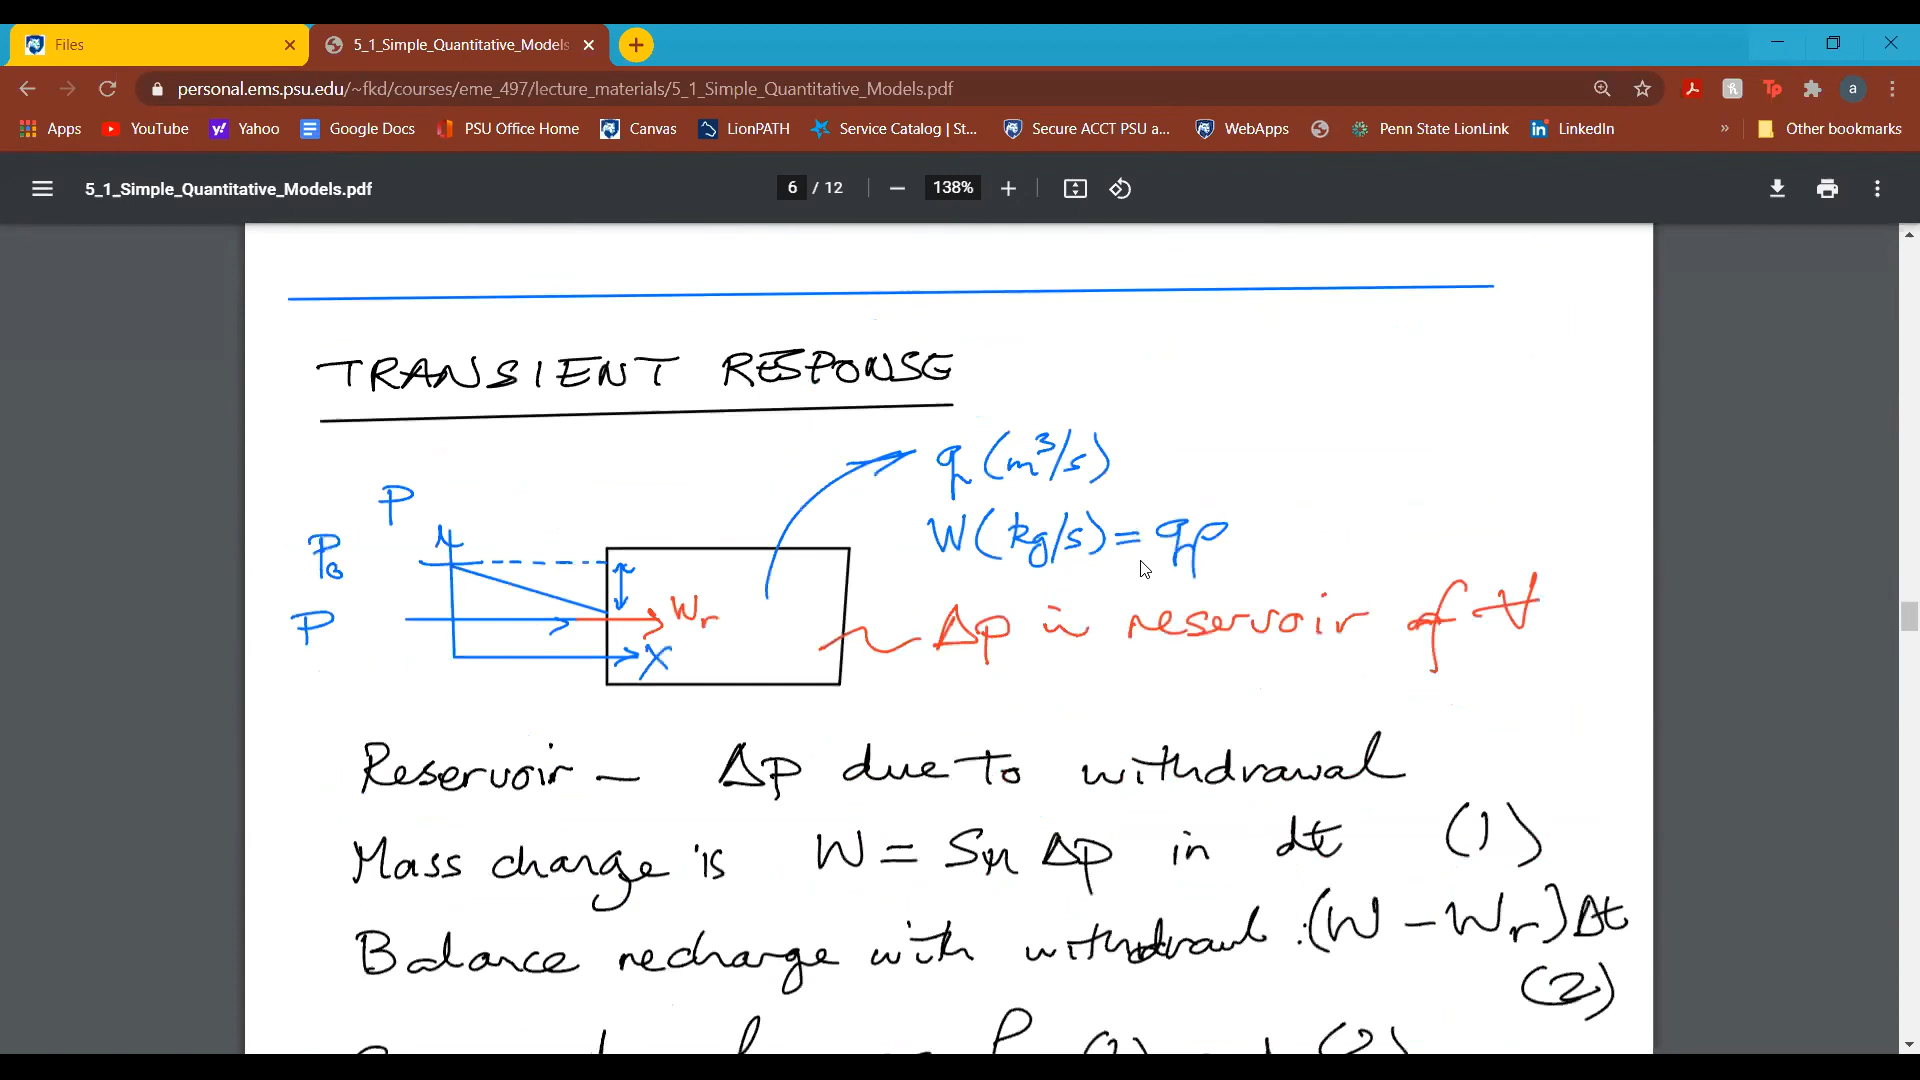 Files
5_1_Simple_Quantitative_Models
personal.ems.psu.edu/~fkd/courses/eme_497/lecture_materials/5_1_Simple_Quantitative_Models.pdf
a
Apps YouTube Yahoo Google Docs PSU Office Home Canvas LionPATH Service Catalog | St... Secure ACCT PSU a... WebApps Penn State LionLink LinkedIn » Other bookmarks
5_1_Simple_Quantitative_Models.pdf
6 / 12 138%
TRANSIENT RESPONSE
q (m³/s)
P
W (kg/s) = qρ
P
Wr
Δp in reservoir of V
x
Reservoir - Δp due to withdrawal
Mass change is W = SM Δp in dt (1)
Balance recharge with withdrawal : (W - Wr)Δt
(2)